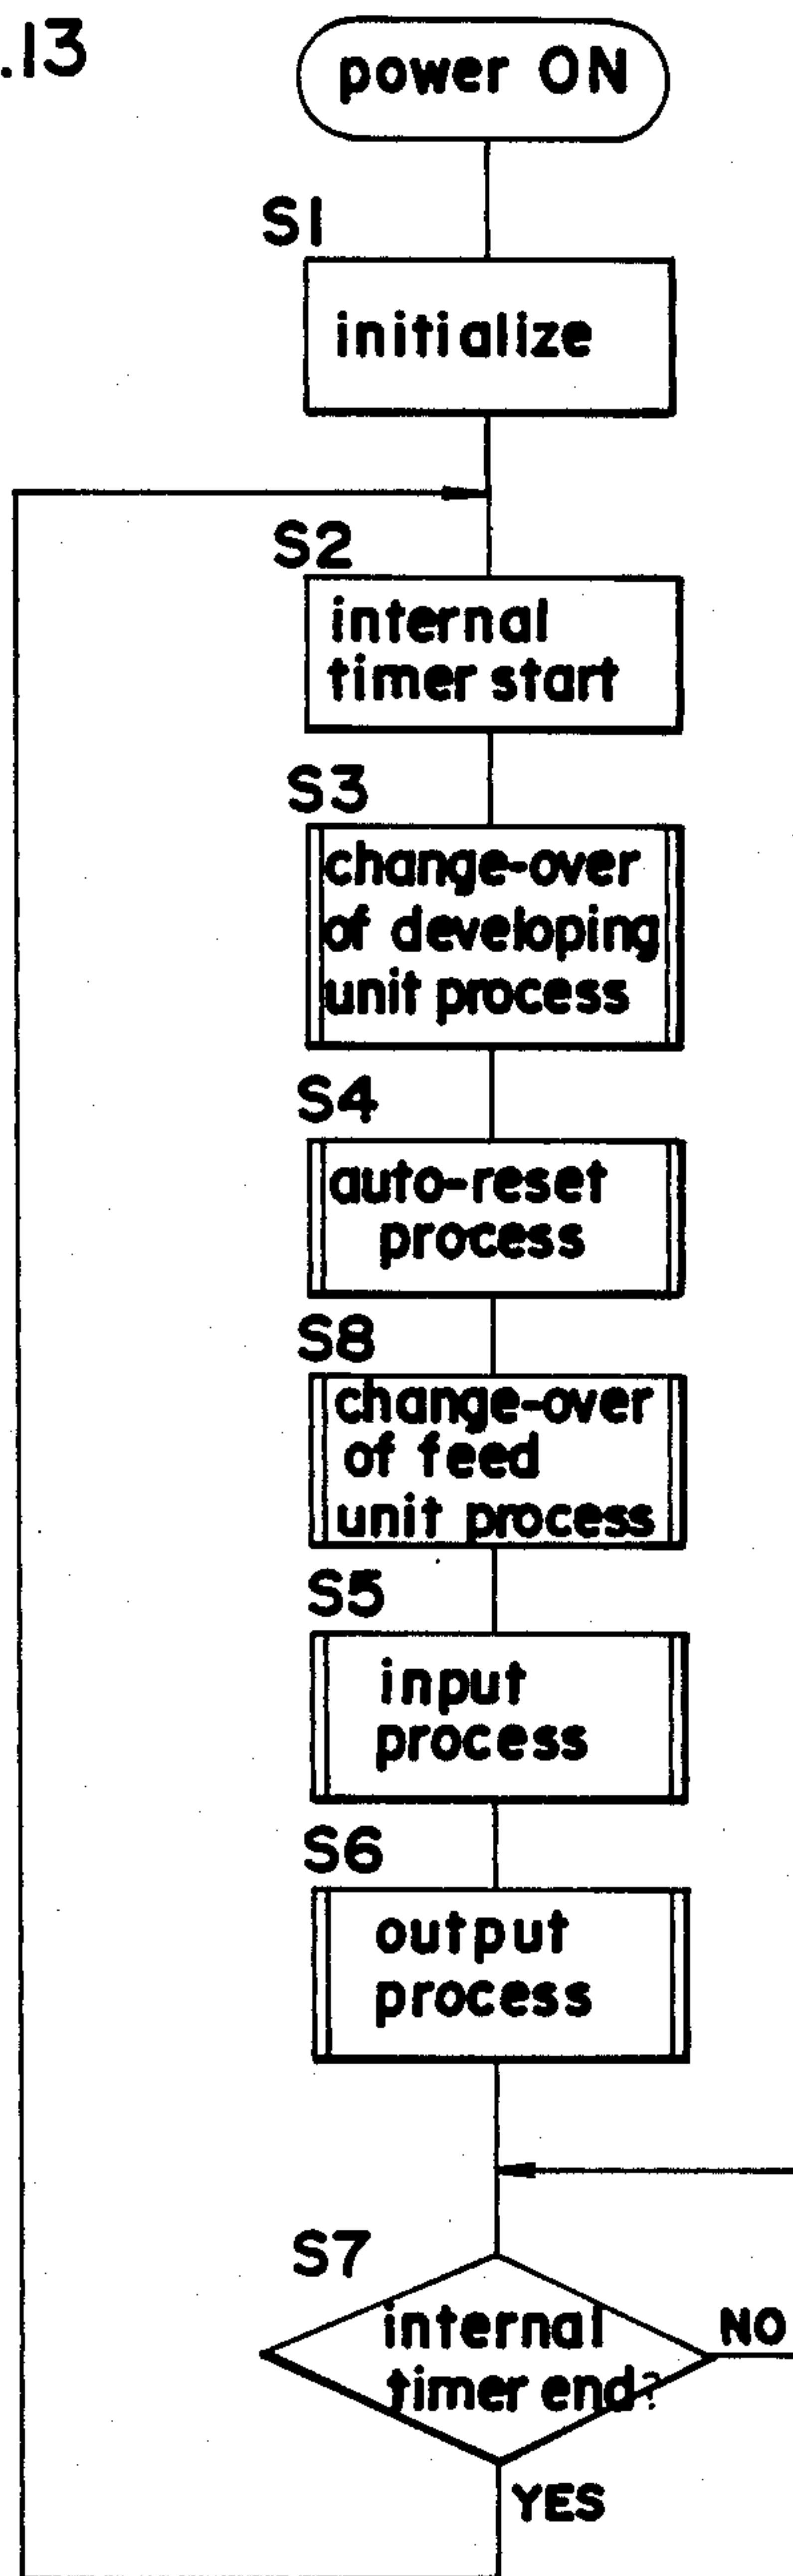 .13
power ON
S1
initialize
S2
internal
timer start
S3
change-over
of developing
unit process
S4
auto-reset
process
S8
change-over
of feed
unit process
S5
input
process
S6
output
process
S7
internal
timer end?
NO
YES